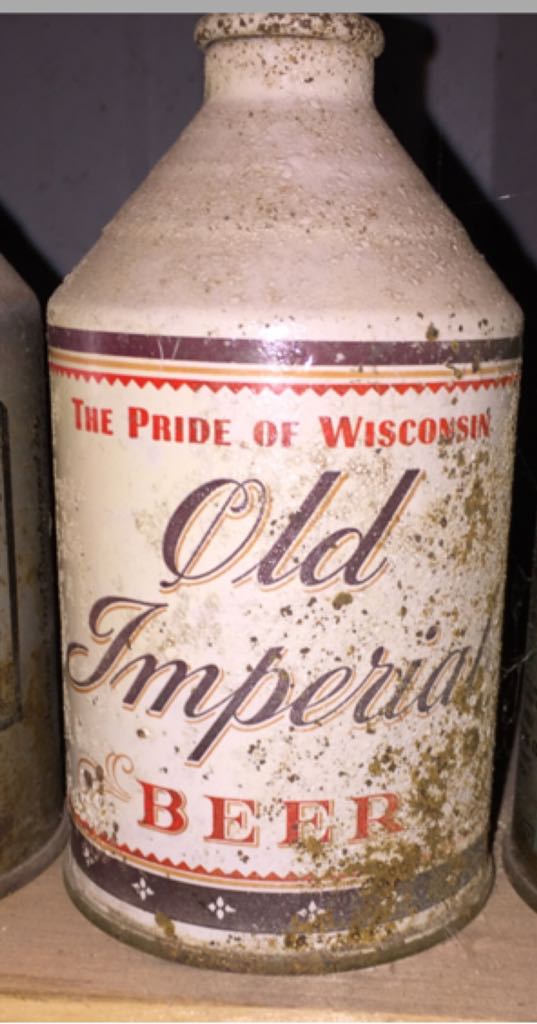 THE PRIDE OF WISCONSIN
Old
Imperial
BEER